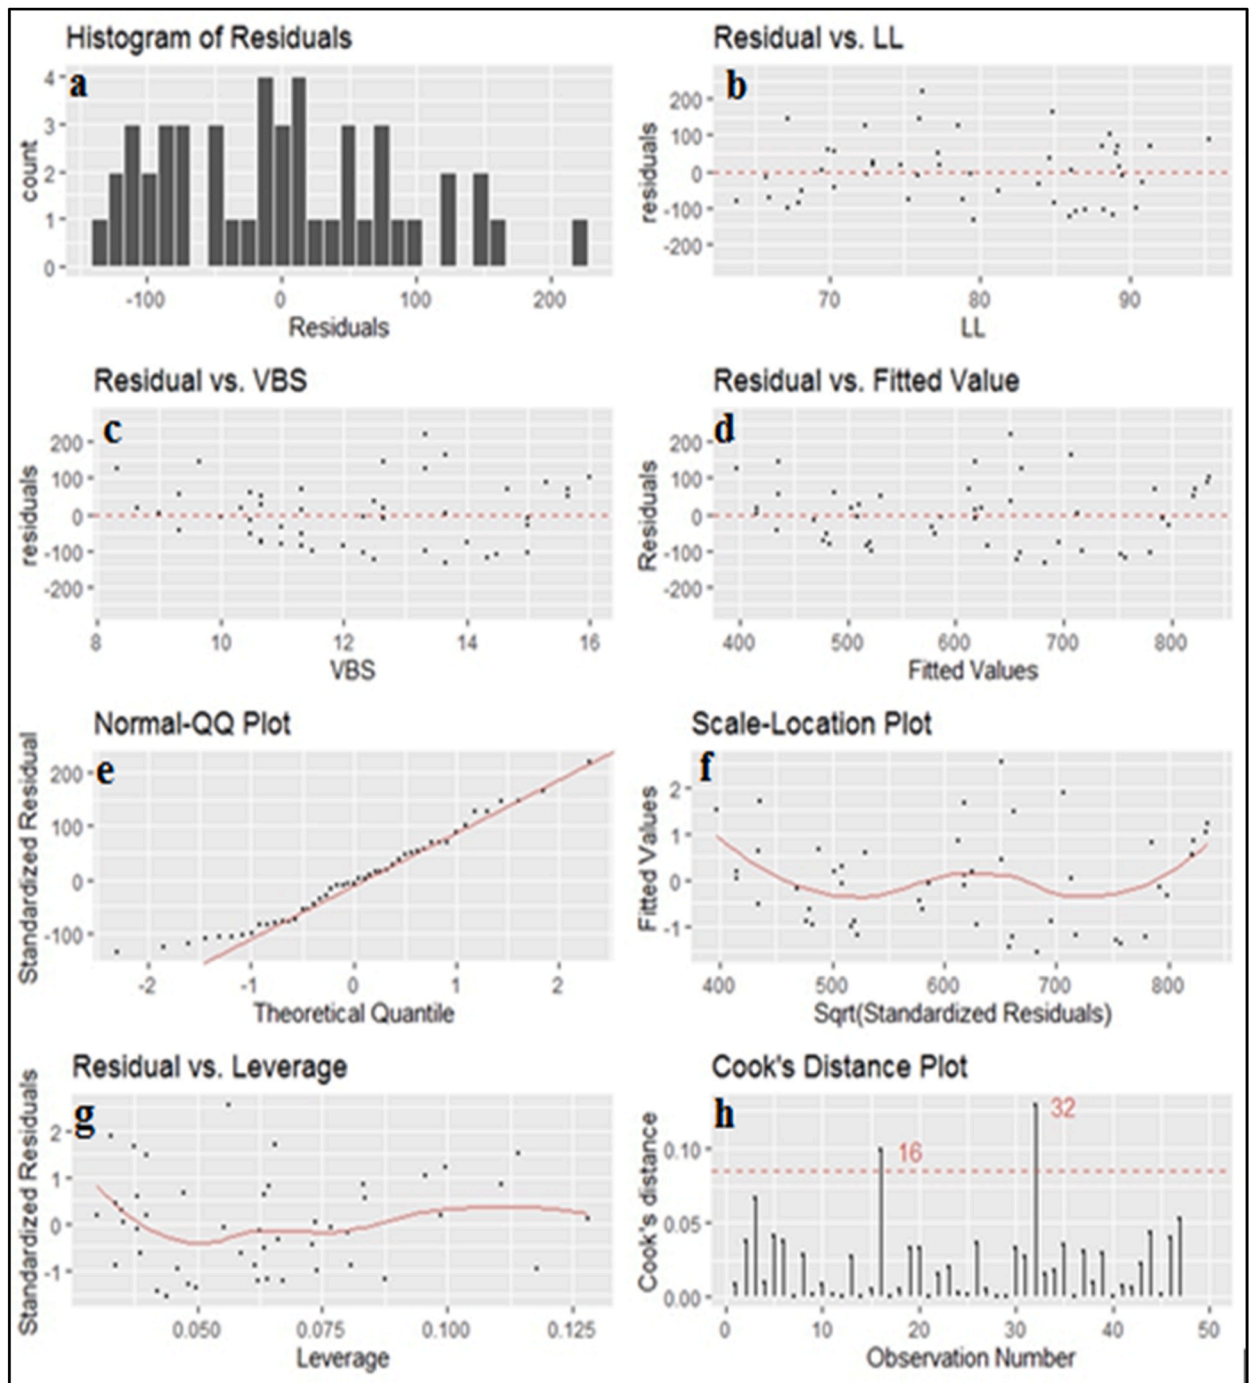 Histogram of Residuals
a
4
3
2
1
0
count
-100
0
100
200
Residuals
Residual vs. LL
b
200
100
0
-100
-200
residuals
70
80
90
LL
Residual vs. VBS
c
200
100
0
-100
-200
residuals
8
10
12
14
16
VBS
Residual vs. Fitted Value
d
200
100
0
-100
-200
Residuals
400
500
600
700
800
Fitted Values
Normal-QQ Plot
e
200
100
0
-100
Standardized Residual
-2
-1
0
1
2
Theoretical Quantile
Scale-Location Plot
f
2
1
0
-1
Fitted Values
400
500
600
700
800
Sqrt(Standardized Residuals)
Residual vs. Leverage
g
2
1
0
-1
Standardized Residuals
0.050
0.075
0.100
0.125
Leverage
Cook's Distance Plot
h
32
16
0.10
0.05
0.00
Cook's distance
0
10
20
30
40
50
Observation Number